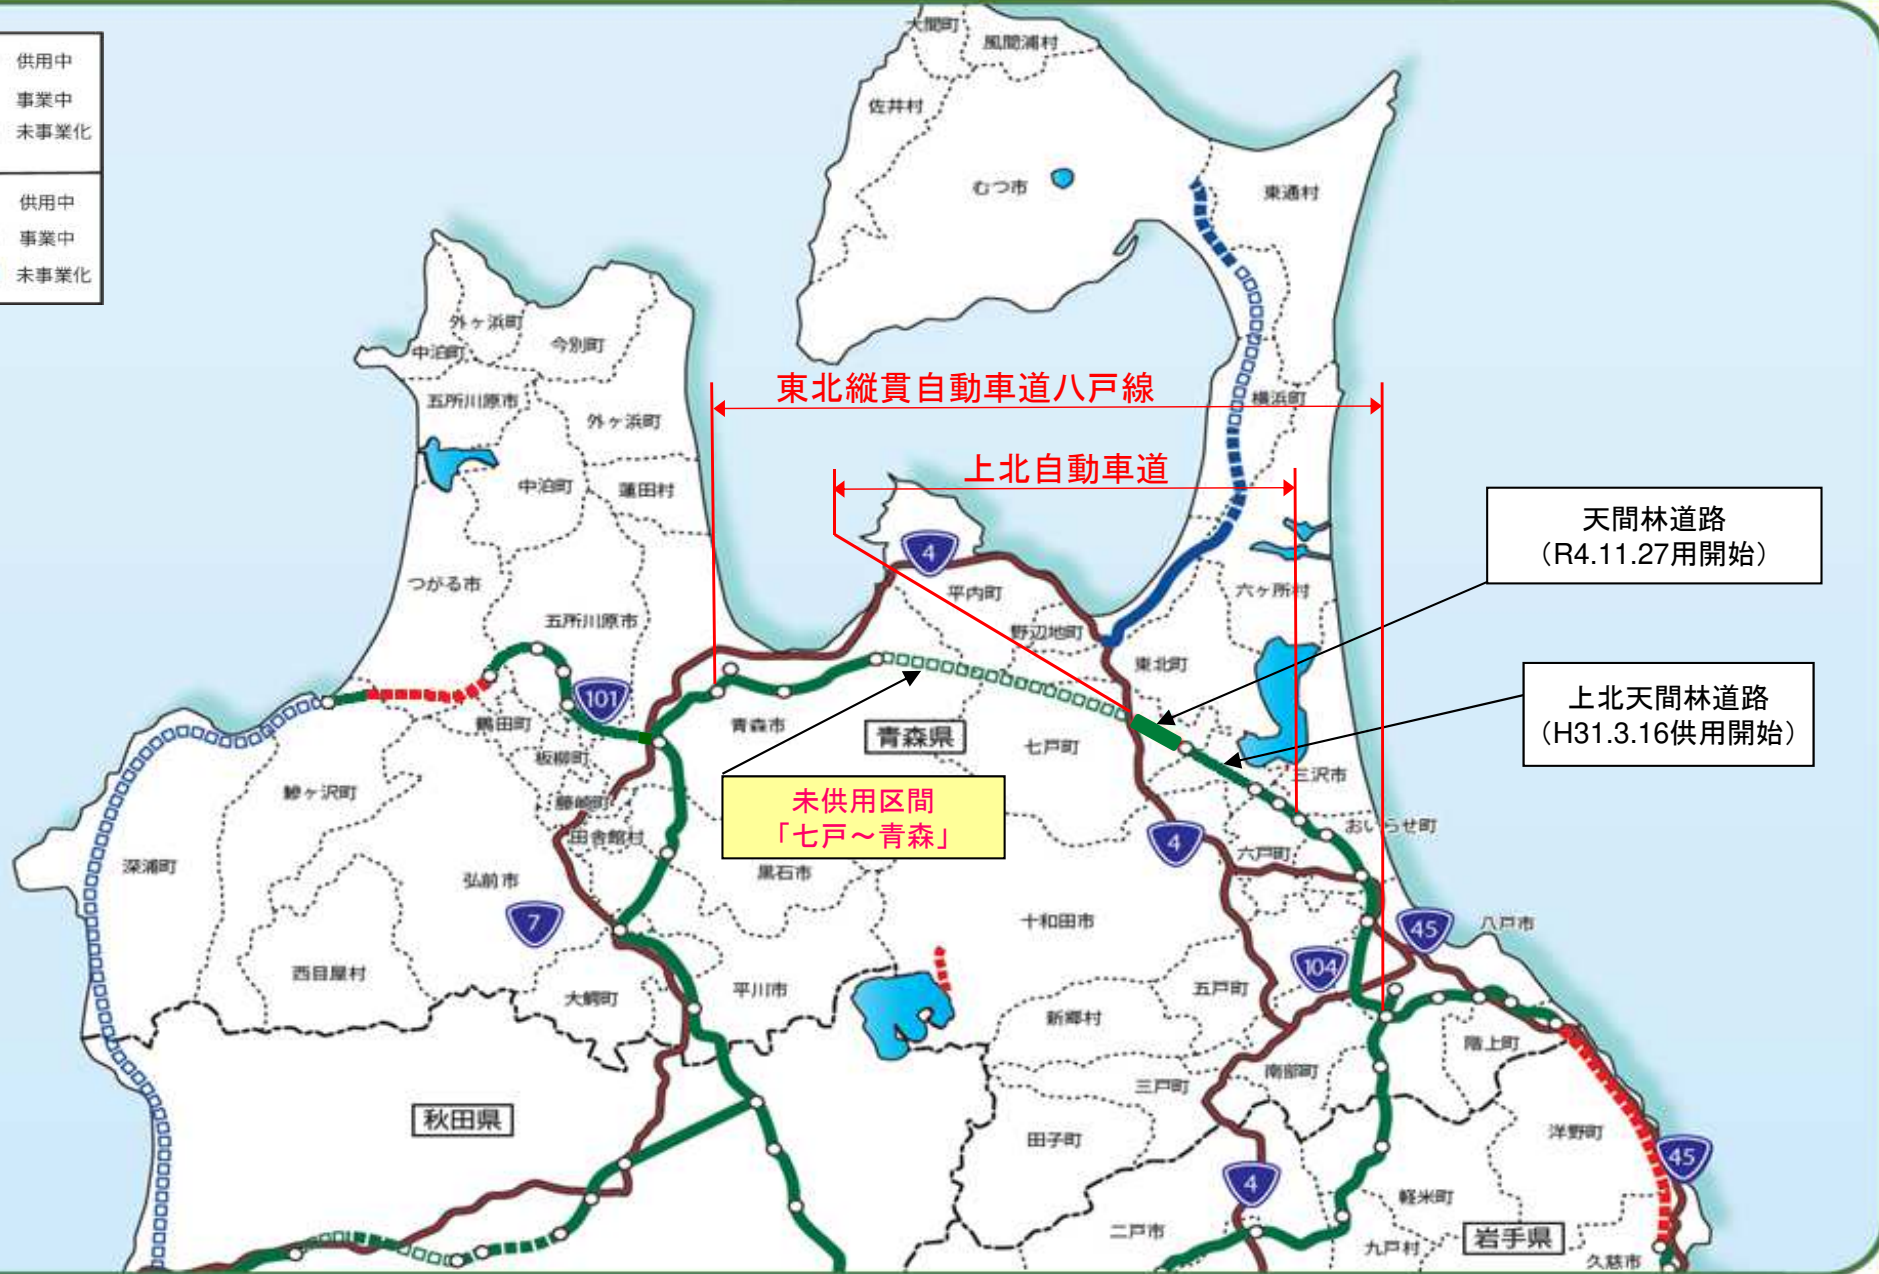 供用中
事業中
未事業化
供用中
事業中
未事業化
大間町
風間浦村
佐井村
むつ市
東通村
外ヶ浜町
中泊町
今別町
五所川原市
外ヶ浜町
東北縦貫自動車道八戸線
横浜町
上北自動車道
中泊町
蓬田村
天間林道路
（R4.11.27用開始）
4
つがる市
平内町
六ヶ所村
五所川原市
野辺地町
東北町
101
上北天間林道路
（H31.3.16供用開始）
鶴田町
青森市
青森県
七戸町
板柳町
三沢市
鰺ヶ沢町
藤崎町
未供用区間
「七戸～青森」
田舎館村
おいらせ町
4
六戸町
深浦町
弘前市
黒石市
7
十和田市
45
八戸市
西目屋村
大鰐町
平川市
104
五戸町
新郷村
階上町
南部町
三戸町
秋田県
田子町
洋野町
45
4
軽米町
二戸市
九戸村
岩手県
久慈市